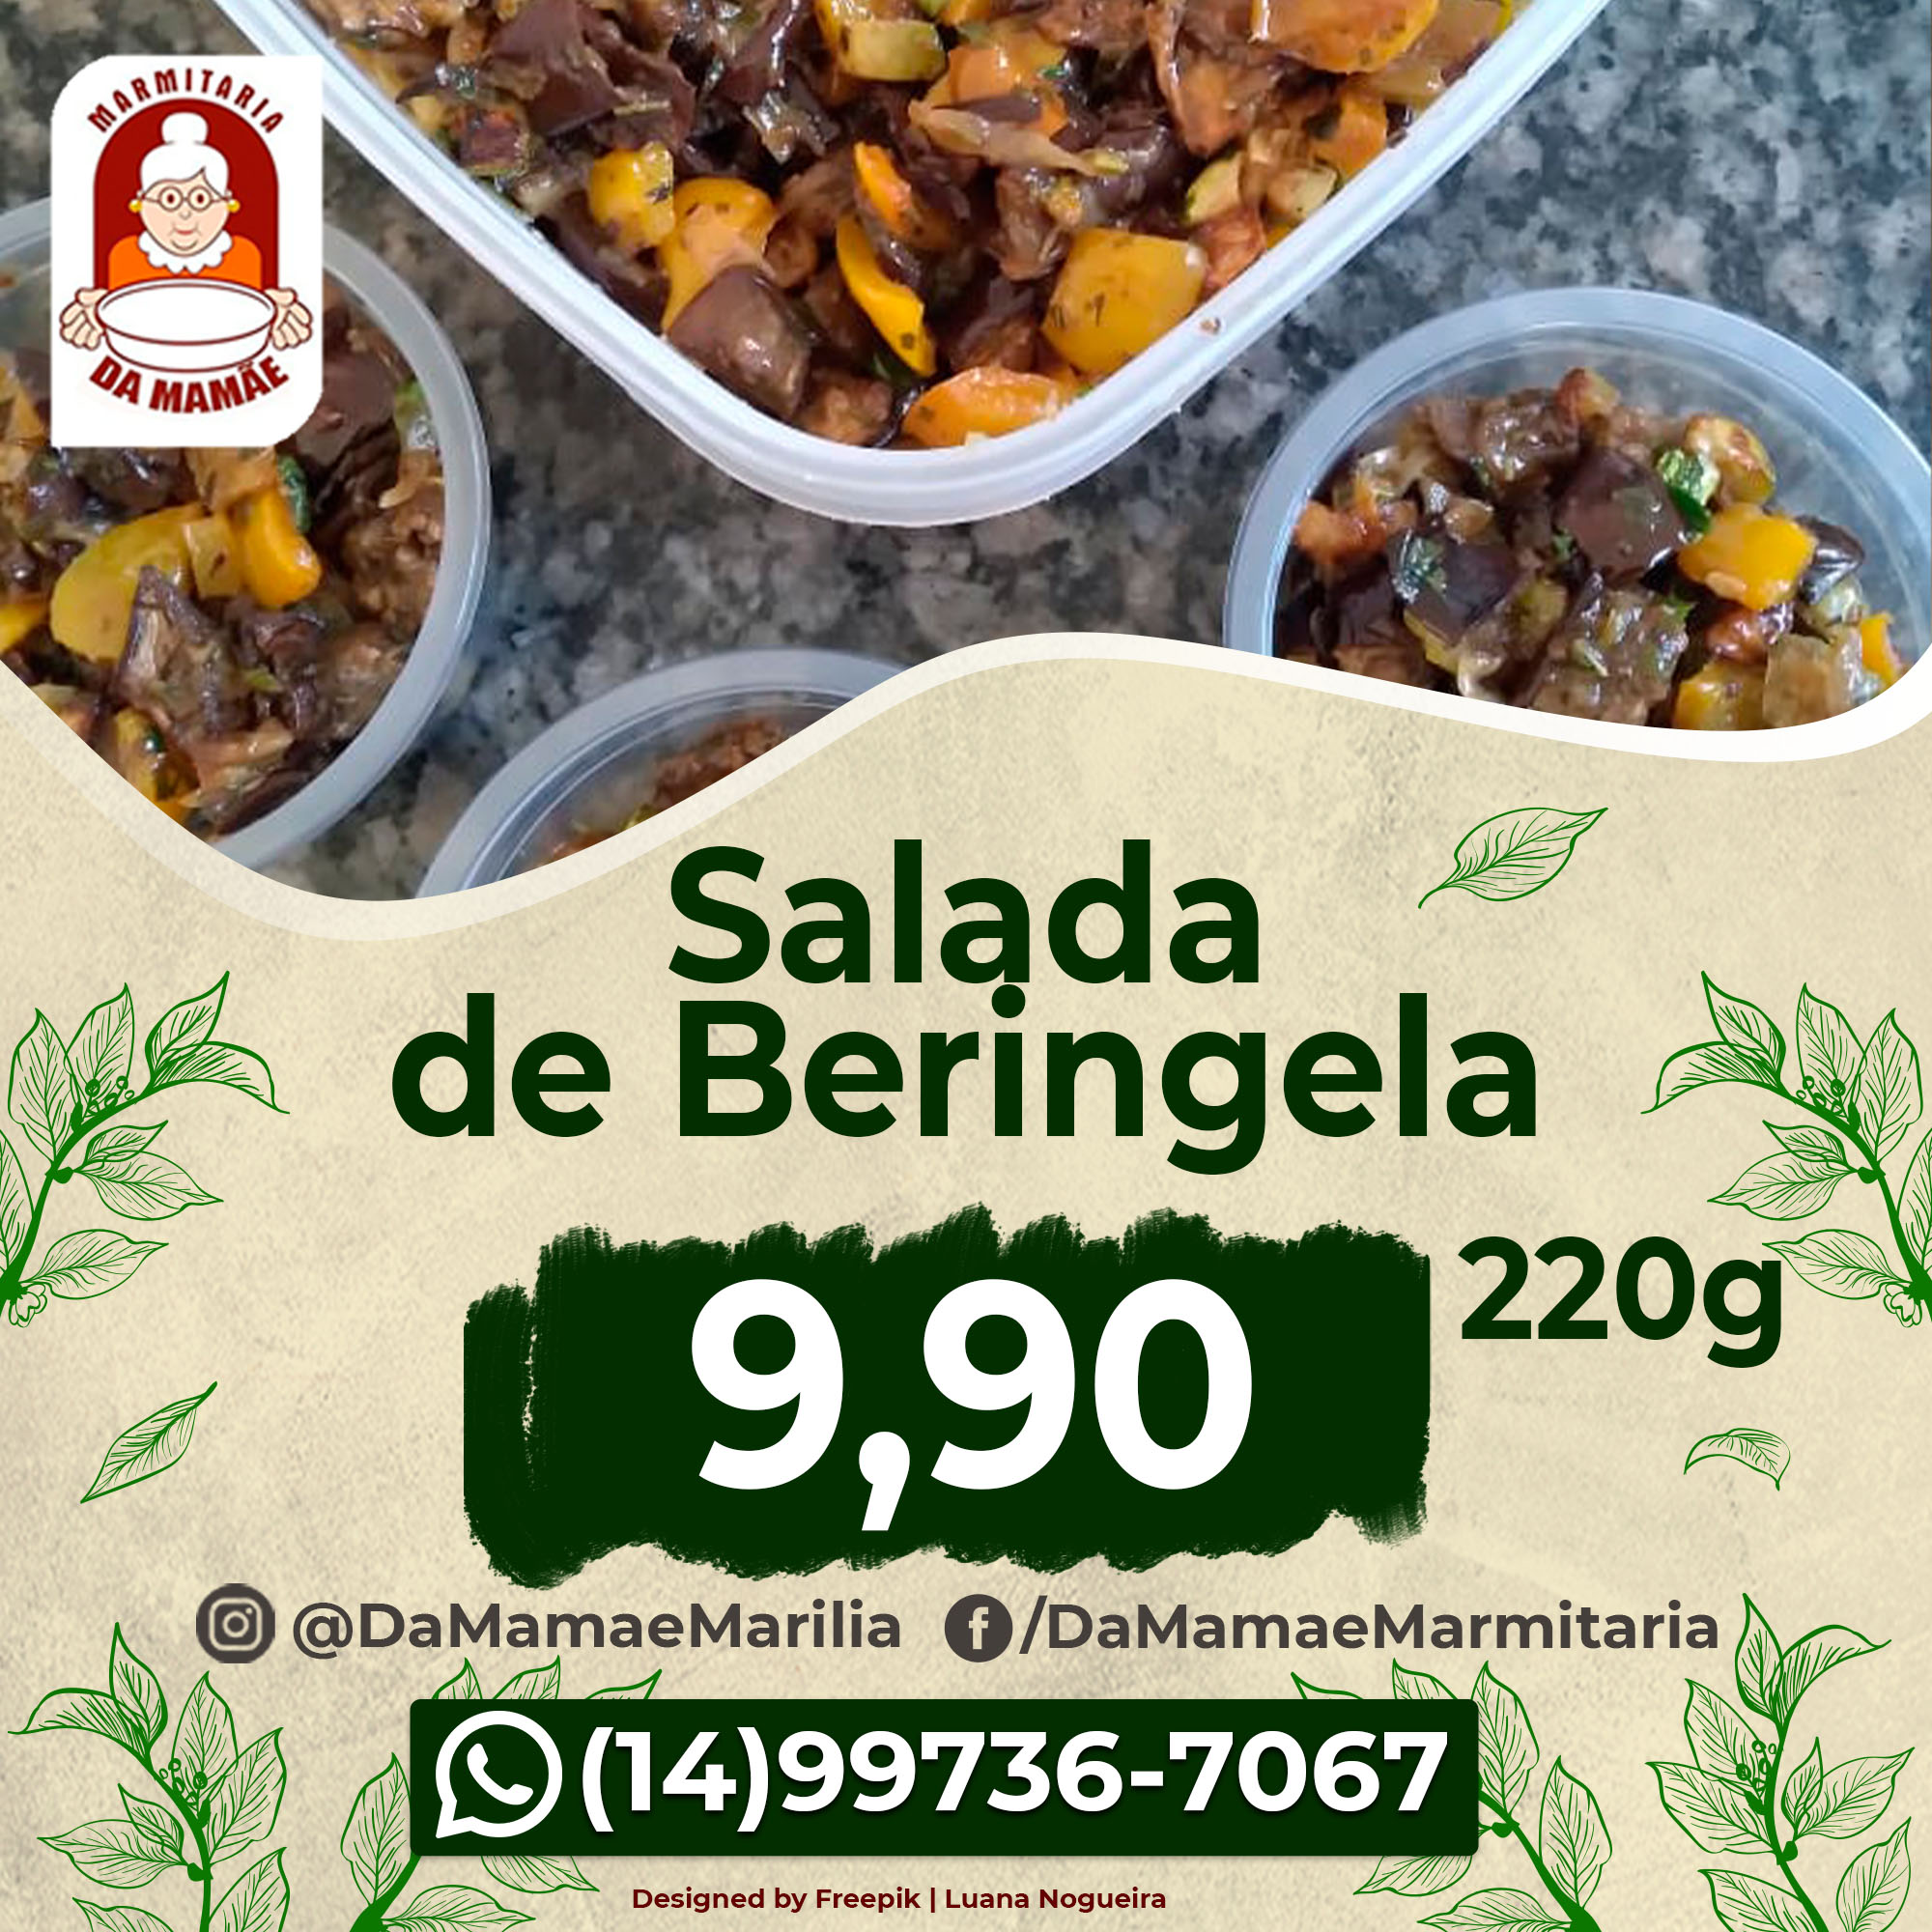 MARMITARIA
DA MAMÃE
Salada
de Beringela
9,90
220g
@DaMamaeMarilia /DaMamaeMarmitaria
(14)99736-7067
Designed by Freepik | Luana Nogueira